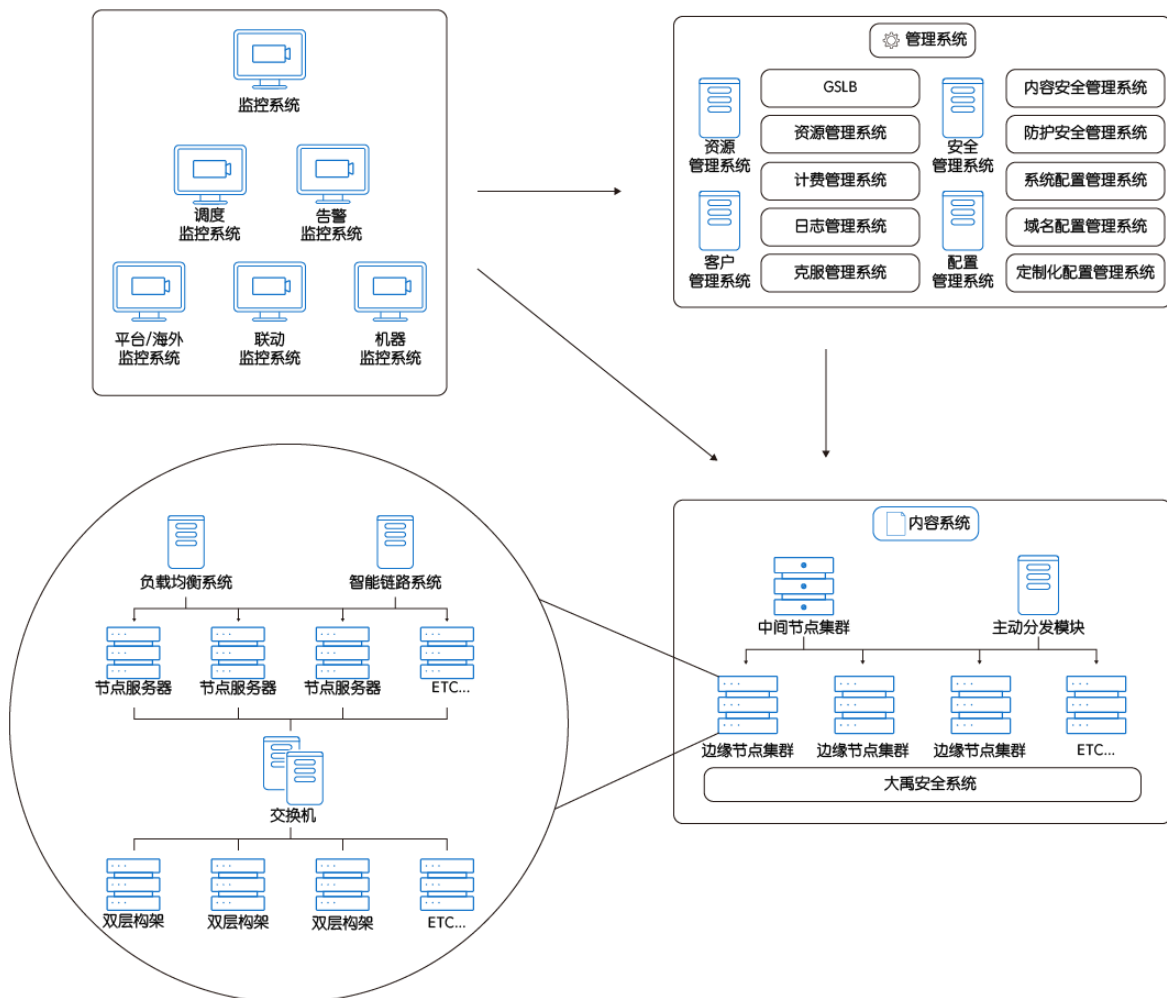 监控系统
调度
监控系统
告警
监控系统
平台/海外
监控系统
联动
监控系统
机器
监控系统
管理系统
资源
管理系统
客户
管理系统
GSLB
资源管理系统
计费管理系统
日志管理系统
克服管理系统
安全
管理系统
配置
管理系统
内容安全管理系统
防护安全管理系统
系统配置管理系统
域名配置管理系统
定制化配置管理系统
负载均衡系统
智能链路系统
节点服务器
节点服务器
节点服务器
ETC...
交换机
双层构架
双层构架
双层构架
ETC...
内容系统
中间节点集群
主动分发模块
边缘节点集群
边缘节点集群
边缘节点集群
ETC...
大禹安全系统